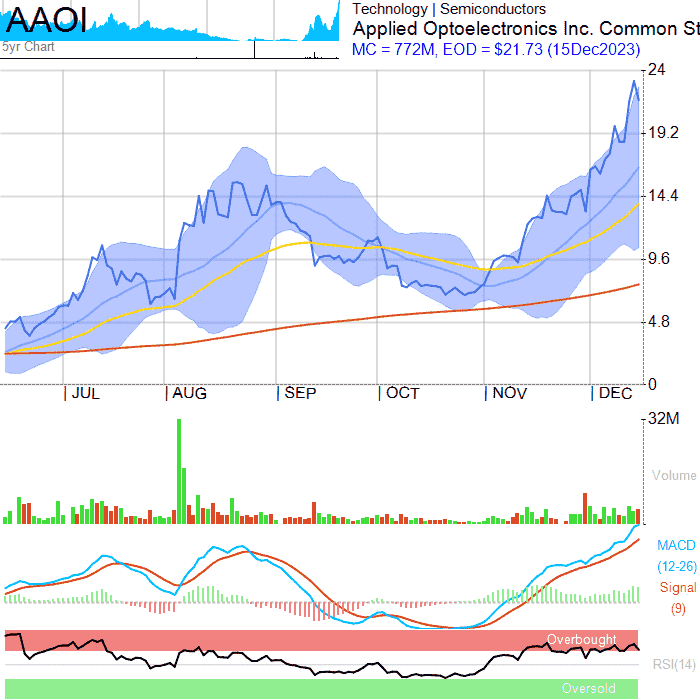 AAOI
5yr Chart
Technology | Semiconductors
Applied Optoelectronics Inc. Common St
MC = 772M, EOD = $21.73 (15Dec2023)
24
19.2
14.4
9.6
4.8
0
JUL AUG SEP OCT NOV DEC
32M
Volume
MACD
(12-26)
Signal
(9)
Overbought
RSI(14)
Oversold